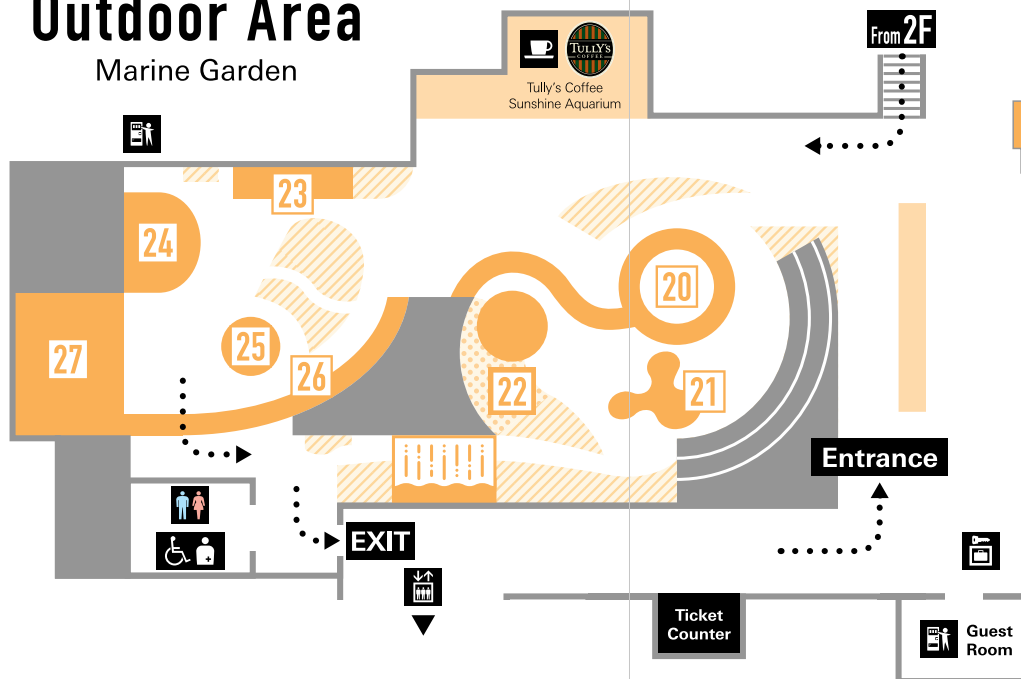 Outdoor Area
Marine Garden
From 2F
TULLY'S
COFFEE
Tully's Coffee
Sunshine Aquarium
23
24
20
25
27
26
22
21
Entrance
EXIT
Ticket
Counter
Guest
Room